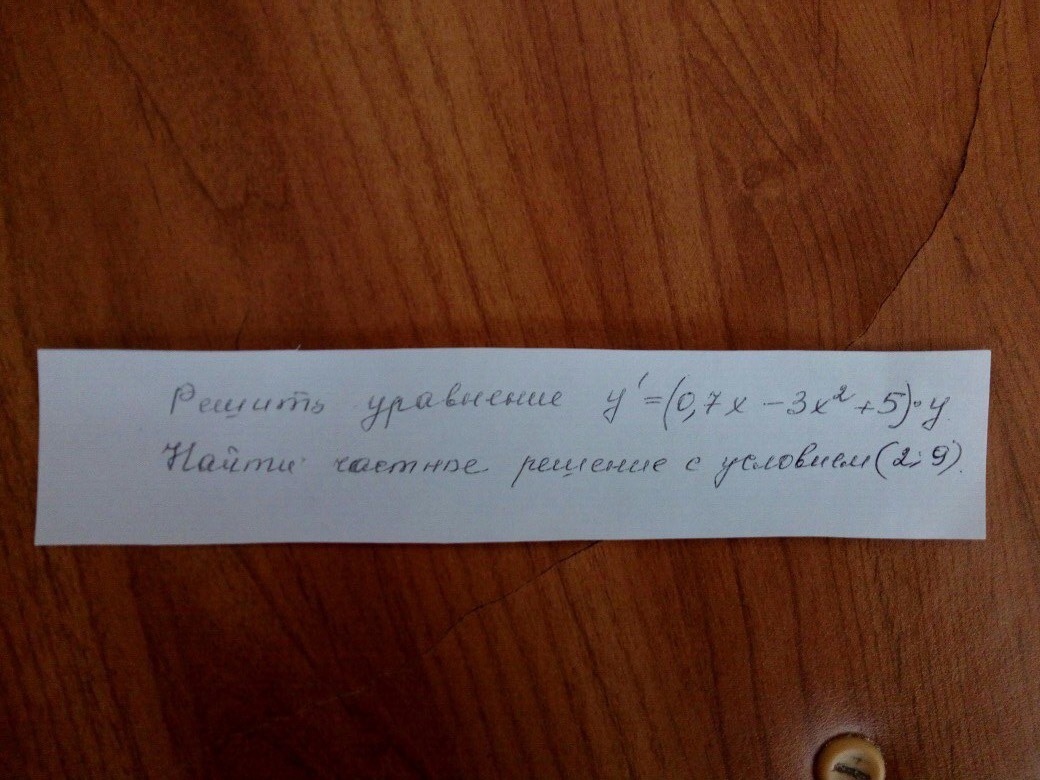 Решить уравнение y' = (0,7x - 3x² + 5)·y.
Найти частное решение с условием (2; 9).